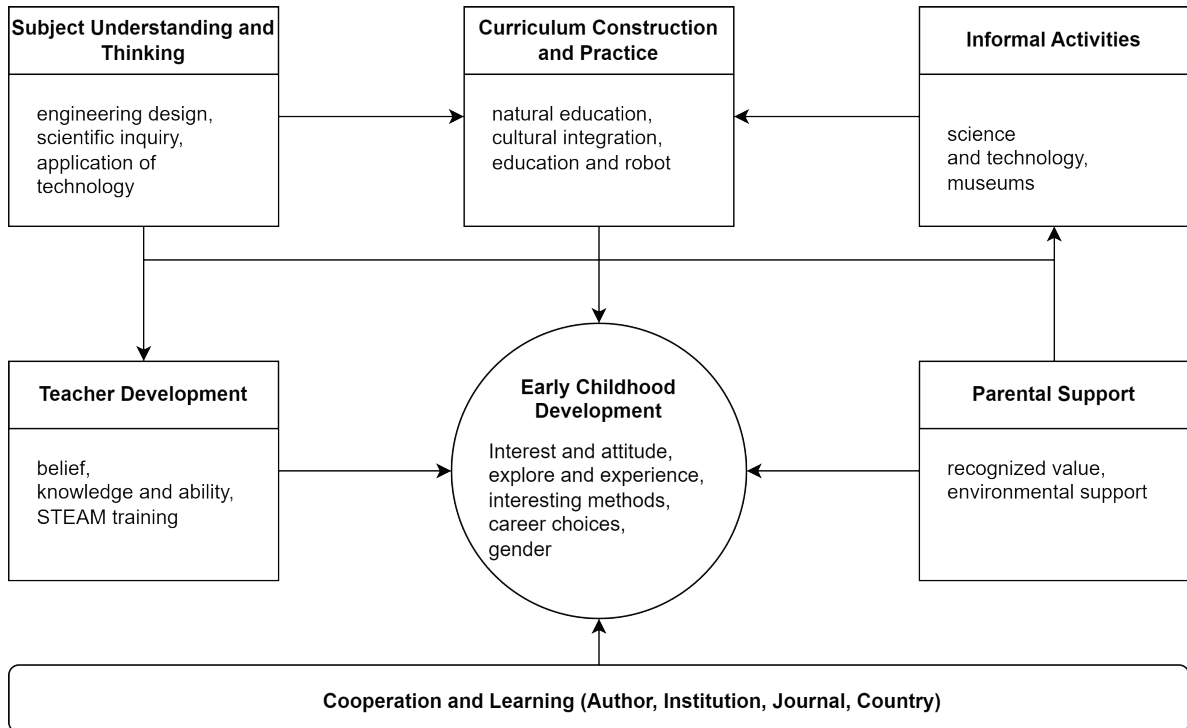 Subject Understanding and
Thinking
engineering design,
scientific inquiry,
application of
technology
Curriculum Construction
and Practice
natural education,
cultural integration,
education and robot
Informal Activities
science
and technology,
museums
Teacher Development
belief,
knowledge and ability,
STEAM training
Early Childhood
Development
Interest and attitude,
explore and experience,
interesting methods,
career choices,
gender
Parental Support
recognized value,
environmental support
Cooperation and Learning (Author, Institution, Journal, Country)